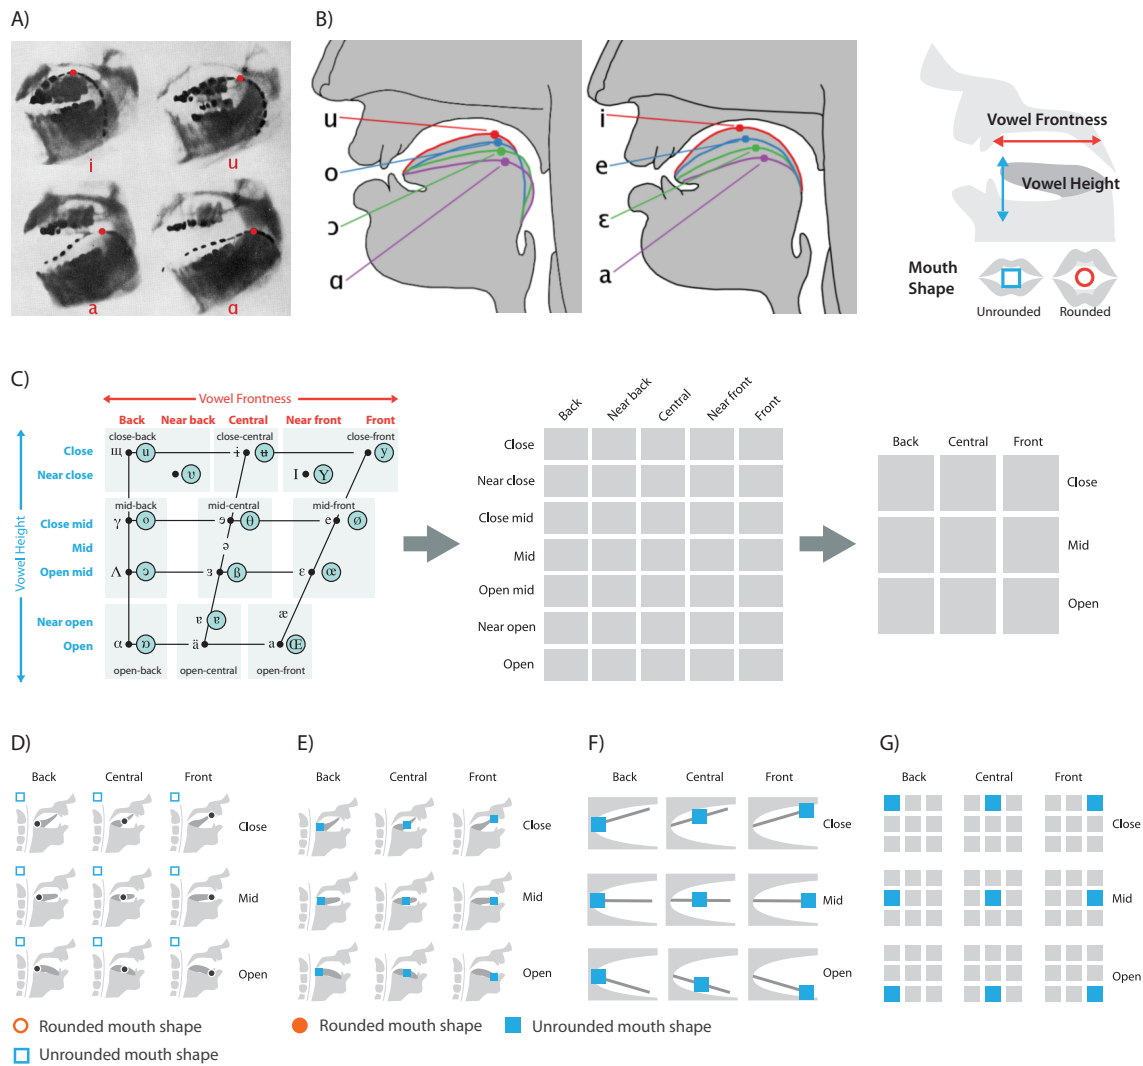 A)
B)
i
u
a
ɑ
u
o
ɔ
ɑ
i
e
ɛ
a
Vowel Frontness
Vowel Height
Mouth
Shape
Unrounded
Rounded
C)
Vowel Frontness
Vowel Height
Back Near back Central Near front Front
close-back close-central close-front
Close щ u ɨ ʉ y
Near close ʋ I Y
mid-back mid-central mid-front
Close mid γ o ɘ θ e ø
Mid ə
Open mid Λ ɔ ɜ β ε œ
Near open ɐ ɐ æ
Open α ɒ ä a Œ
open-back open-central open-front
Back Near back Central Near front Front
Close
Near close
Close mid
Mid
Open mid
Near open
Open
Back Central Front
Close
Mid
Open
D)
Back Central Front
Close
Mid
Open
Rounded mouth shape
Unrounded mouth shape
E)
Back Central Front
Close
Mid
Open
Rounded mouth shape Unrounded mouth shape
F)
Back Central Front
Close
Mid
Open
G)
Back Central Front
Close
Mid
Open